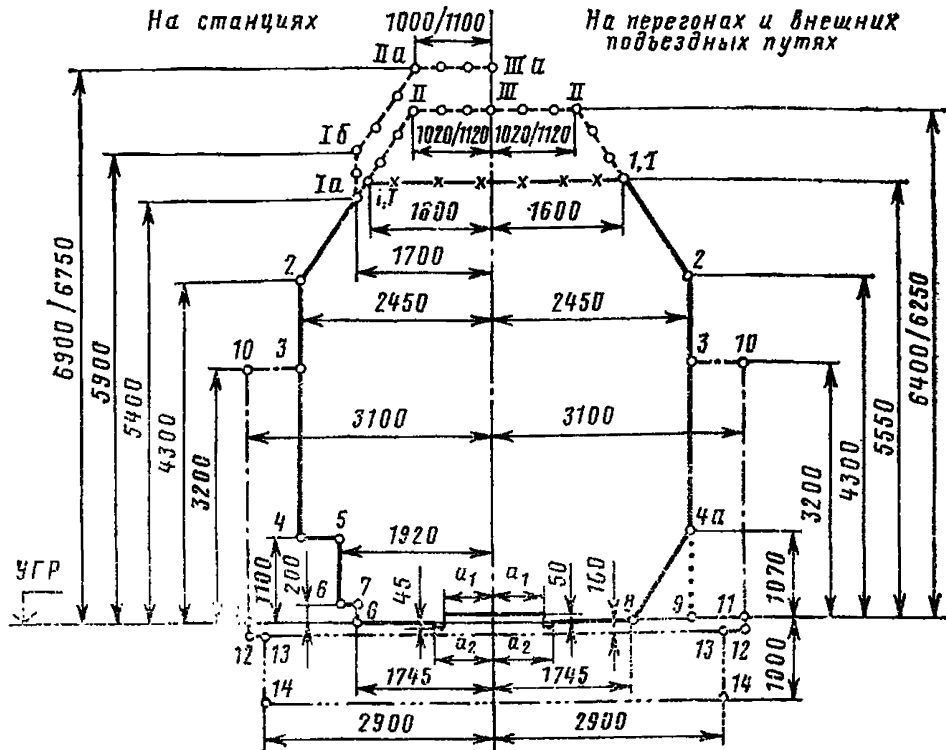 На станциях
На перегонах и внешних
подъездных путях
1000/1100
IIа
IIIа
II
III
II
1020/1120
1020/1120
Iб
Iа
1,I
1,I
1600
1600
1700
2
2
2450
2450
10
3
3
10
3100
3100
6900/6750
5900
5400
4300
3200
3200
4300
5550
6400/6250
4
5
4а
1920
УГР
1100
200
6
7
6
45
а₁
а₁
50
160
8
9
11
1070
12
13
а₂
а₂
13
12
1000
1745
1745
14
14
2900
2900